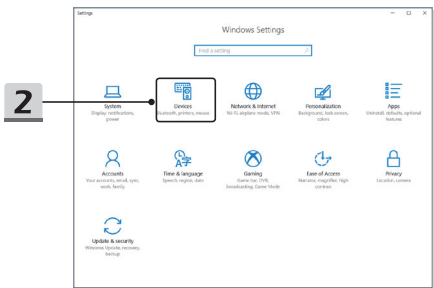 Settings
Windows Settings
Find a setting
2
System
Display, notifications,
power
Devices
Bluetooth, printers, mouse
Network & Internet
Wi-Fi, airplane mode, VPN
Personalization
Background, lock screen,
colors
Apps
Uninstall, defaults, optional
features
Accounts
Your accounts, email, sync,
work, family
Time & language
Speech, region, date
Gaming
Game bar, DVR,
broadcasting, Game Mode
Ease of Access
Narrator, magnifier, high
contrast
Privacy
Location, camera
Update & security
Windows Update, recovery,
backup